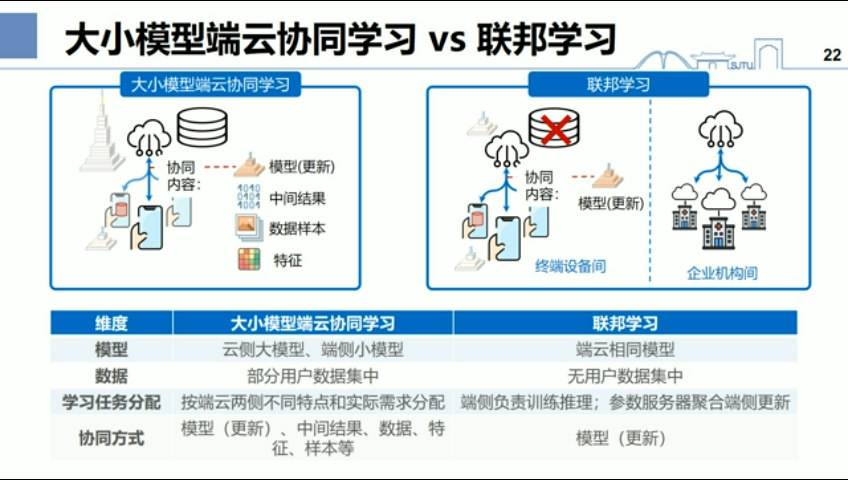 大小模型端云协同学习 vs 联邦学习
SJTU
22
大小模型端云协同学习
协同
内容：
模型(更新)
中间结果
数据样本
特征
联邦学习
协同
内容：
模型(更新)
终端设备间
企业机构间
维度 大小模型端云协同学习 联邦学习
模型 云侧大模型、端侧小模型 端云相同模型
数据 部分用户数据集中 无用户数据集中
学习任务分配 按端云两侧不同特点和实际需求分配 端侧负责训练推理；参数服务器聚合端侧更新
协同方式 模型（更新）、中间结果、数据、特
征、样本等 模型（更新）